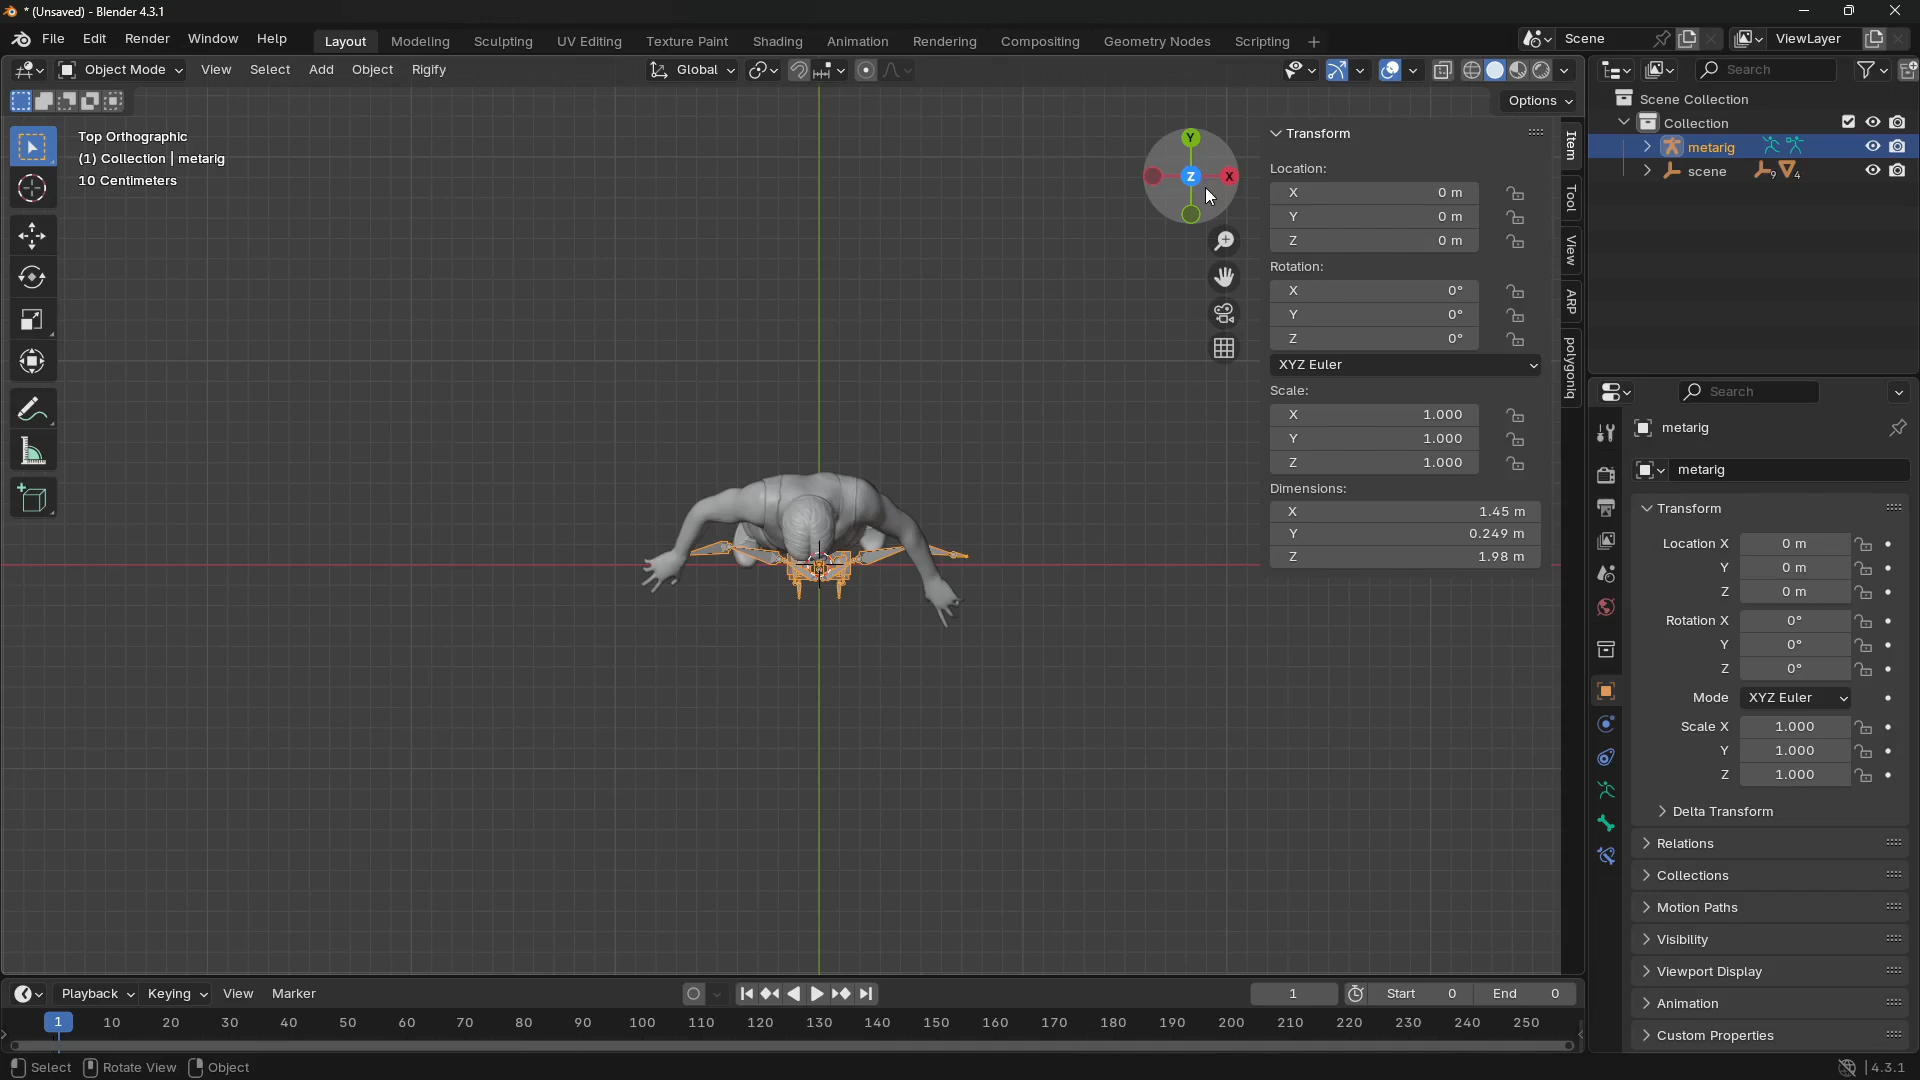 * (Unsaved) - Blender 4.3.1
File Edit Render Window Help Layout Modeling Sculpting UV Editing Texture Paint Shading Animation Rendering Compositing Geometry Nodes Scripting + Scene ViewLayer
Object Mode View Select Add Object Rigify Global Search
Options
Top Orthographic
(1) Collection | metarig
10 Centimeters
Y
Z
X
Transform
Location:
X 0 m
Y 0 m
Z 0 m
Rotation:
X 0°
Y 0°
Z 0°
XYZ Euler
Scale:
X 1.000
Y 1.000
Z 1.000
Dimensions:
X 1.45 m
Y 0.249 m
Z 1.98 m
Item
Tool
View
ARP
polygoniq
Scene Collection
Collection
metarig
scene 9 4
Search
metarig
metarig
Transform
Location X 0 m
Y 0 m
Z 0 m
Rotation X 0°
Y 0°
Z 0°
Mode XYZ Euler
Scale X 1.000
Y 1.000
Z 1.000
Delta Transform
Relations
Collections
Motion Paths
Visibility
Viewport Display
Animation
Custom Properties
Playback Keying View Marker 1 Start 0 End 0
1 10 20 30 40 50 60 70 80 90 100 110 120 130 140 150 160 170 180 190 200 210 220 230 240 250
Select Rotate View Object 4.3.1